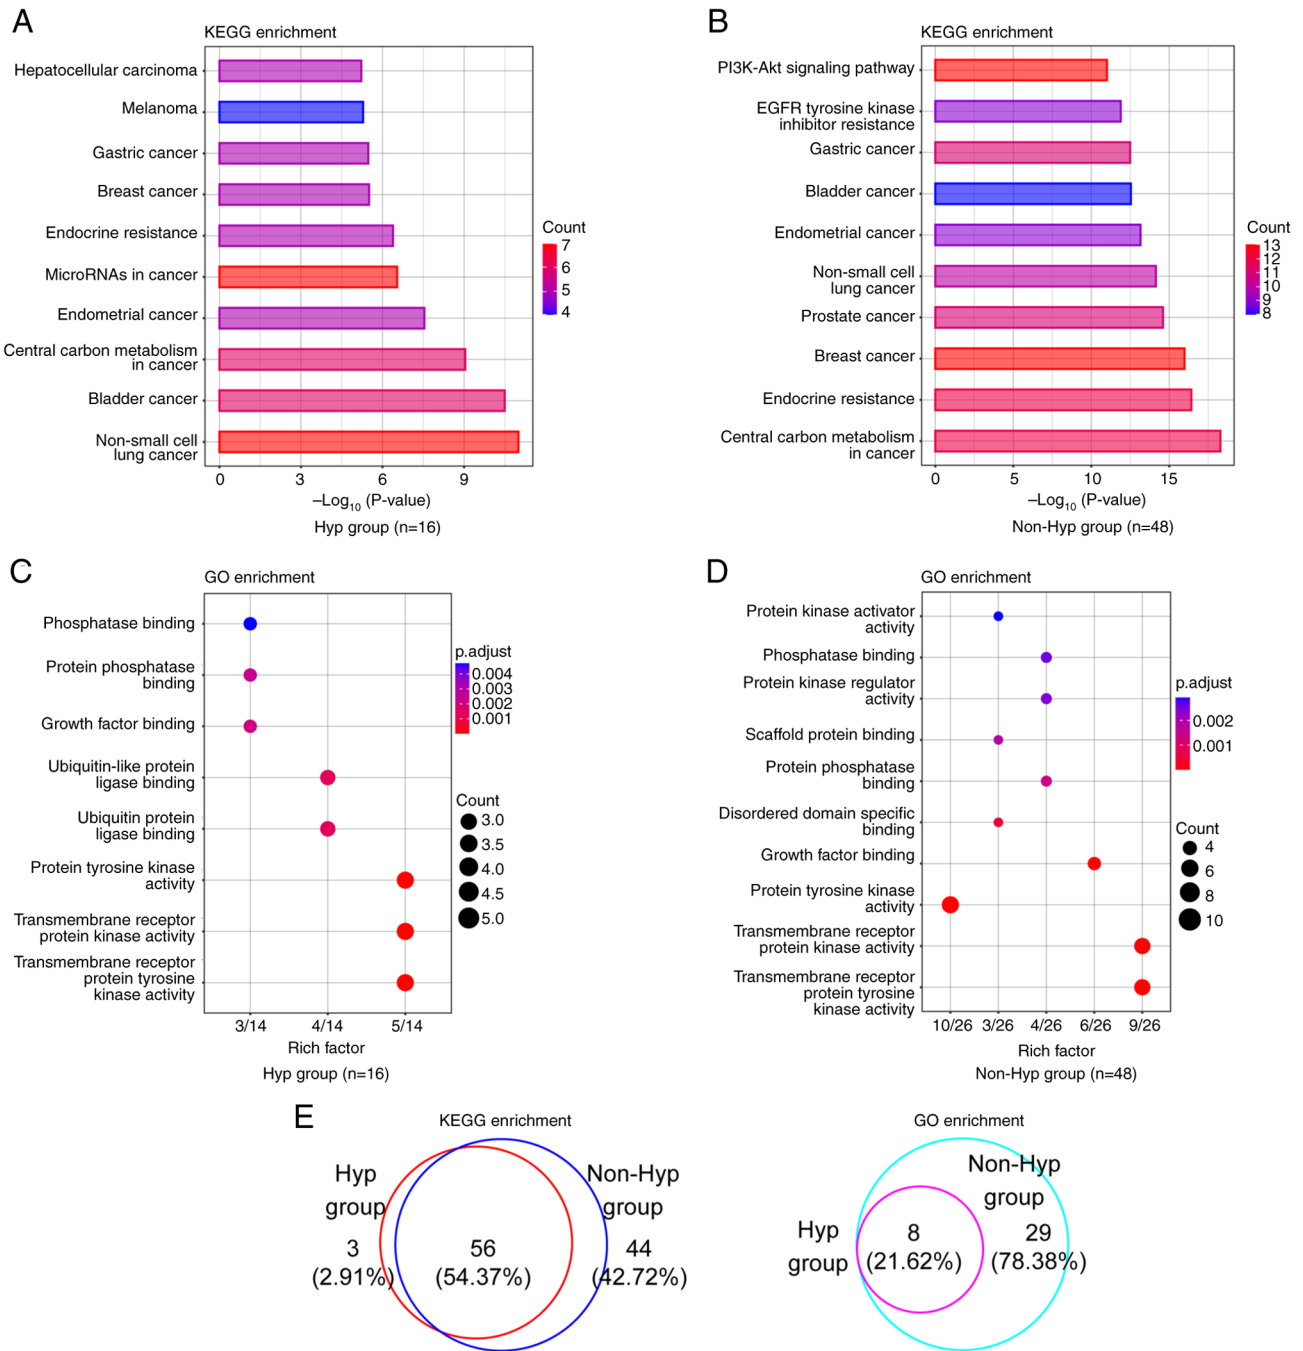 A
KEGG enrichment
Hepatocellular carcinoma
Melanoma
Gastric cancer
Breast cancer
Endocrine resistance
MicroRNAs in cancer
Endometrial cancer
Central carbon metabolism
in cancer
Bladder cancer
Non-small cell
lung cancer
0 3 6 9
–Log10 (P-value)
Hyp group (n=16)
Count
7
6
5
4
B
KEGG enrichment
PI3K-Akt signaling pathway
EGFR tyrosine kinase
inhibitor resistance
Gastric cancer
Bladder cancer
Endometrial cancer
Non-small cell
lung cancer
Prostate cancer
Breast cancer
Endocrine resistance
Central carbon metabolism
in cancer
0 5 10 15
–Log10 (P-value)
Non-Hyp group (n=48)
Count
13
12
11
10
9
8
C
GO enrichment
Phosphatase binding
Protein phosphatase
binding
Growth factor binding
Ubiquitin-like protein
ligase binding
Ubiquitin protein
ligase binding
Protein tyrosine kinase
activity
Transmembrane receptor
protein kinase activity
Transmembrane receptor
protein tyrosine
kinase activity
3/14 4/14 5/14
Rich factor
Hyp group (n=16)
p.adjust
0.004
0.003
0.002
0.001
Count
3.0
3.5
4.0
4.5
5.0
D
GO enrichment
Protein kinase activator
activity
Phosphatase binding
Protein kinase regulator
activity
Scaffold protein binding
Protein phosphatase
binding
Disordered domain specific
binding
Growth factor binding
Protein tyrosine kinase
activity
Transmembrane receptor
protein kinase activity
Transmembrane receptor
protein tyrosine
kinase activity
10/26 3/26 4/26 6/26 9/26
Rich factor
Non-Hyp group (n=48)
p.adjust
0.002
0.001
Count
4
6
8
10
E
KEGG enrichment
Hyp
group
3
(2.91%)
56
(54.37%)
Non-Hyp
group
44
(42.72%)
GO enrichment
Hyp
group
8
(21.62%)
Non-Hyp
group
29
(78.38%)